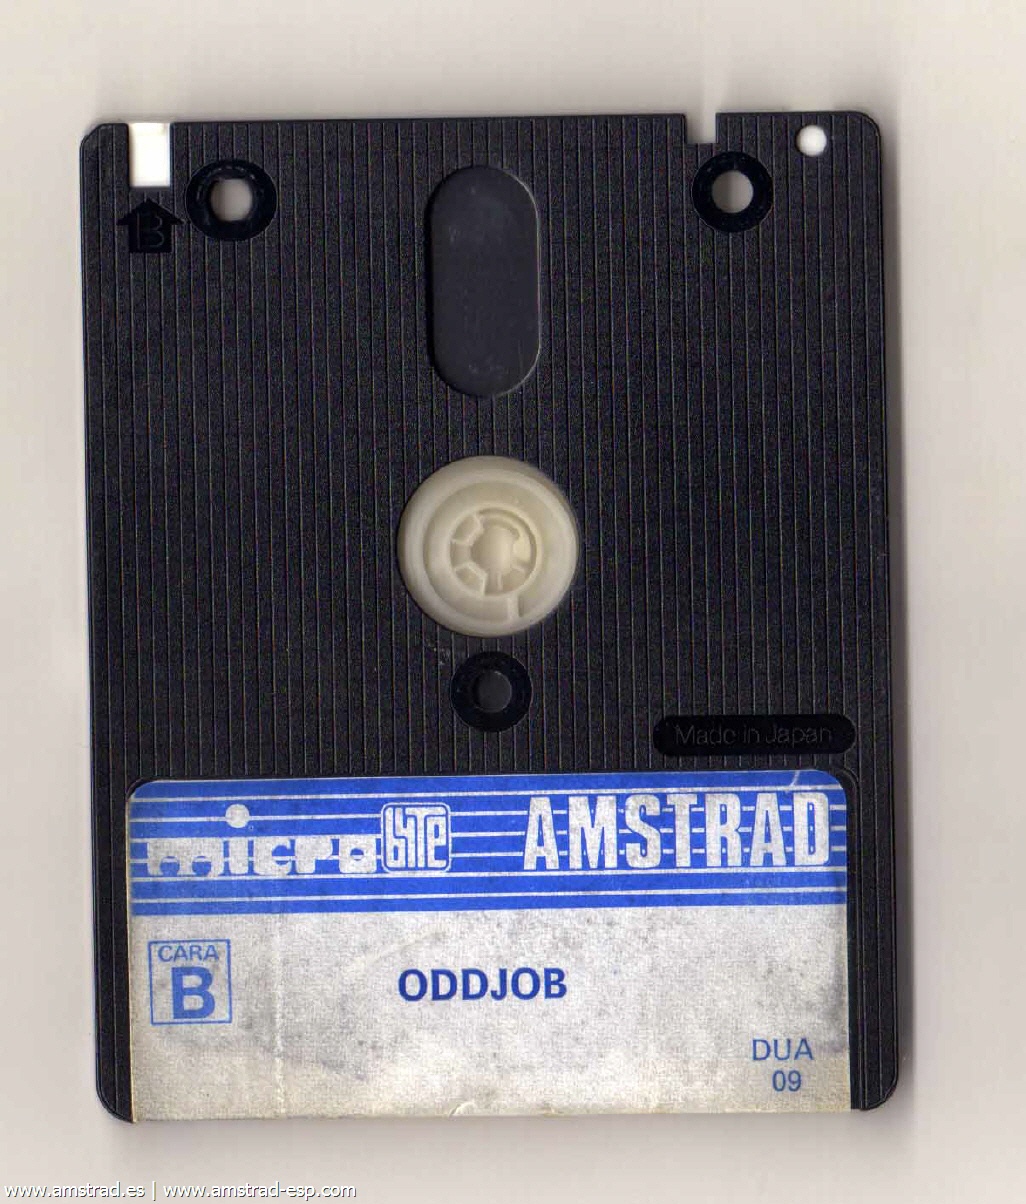 B
Made in Japan
micro byte AMSTRAD
CARA
B
ODDJOB
DUA
09
www.amstrad.es | www.amstrad-esp.com